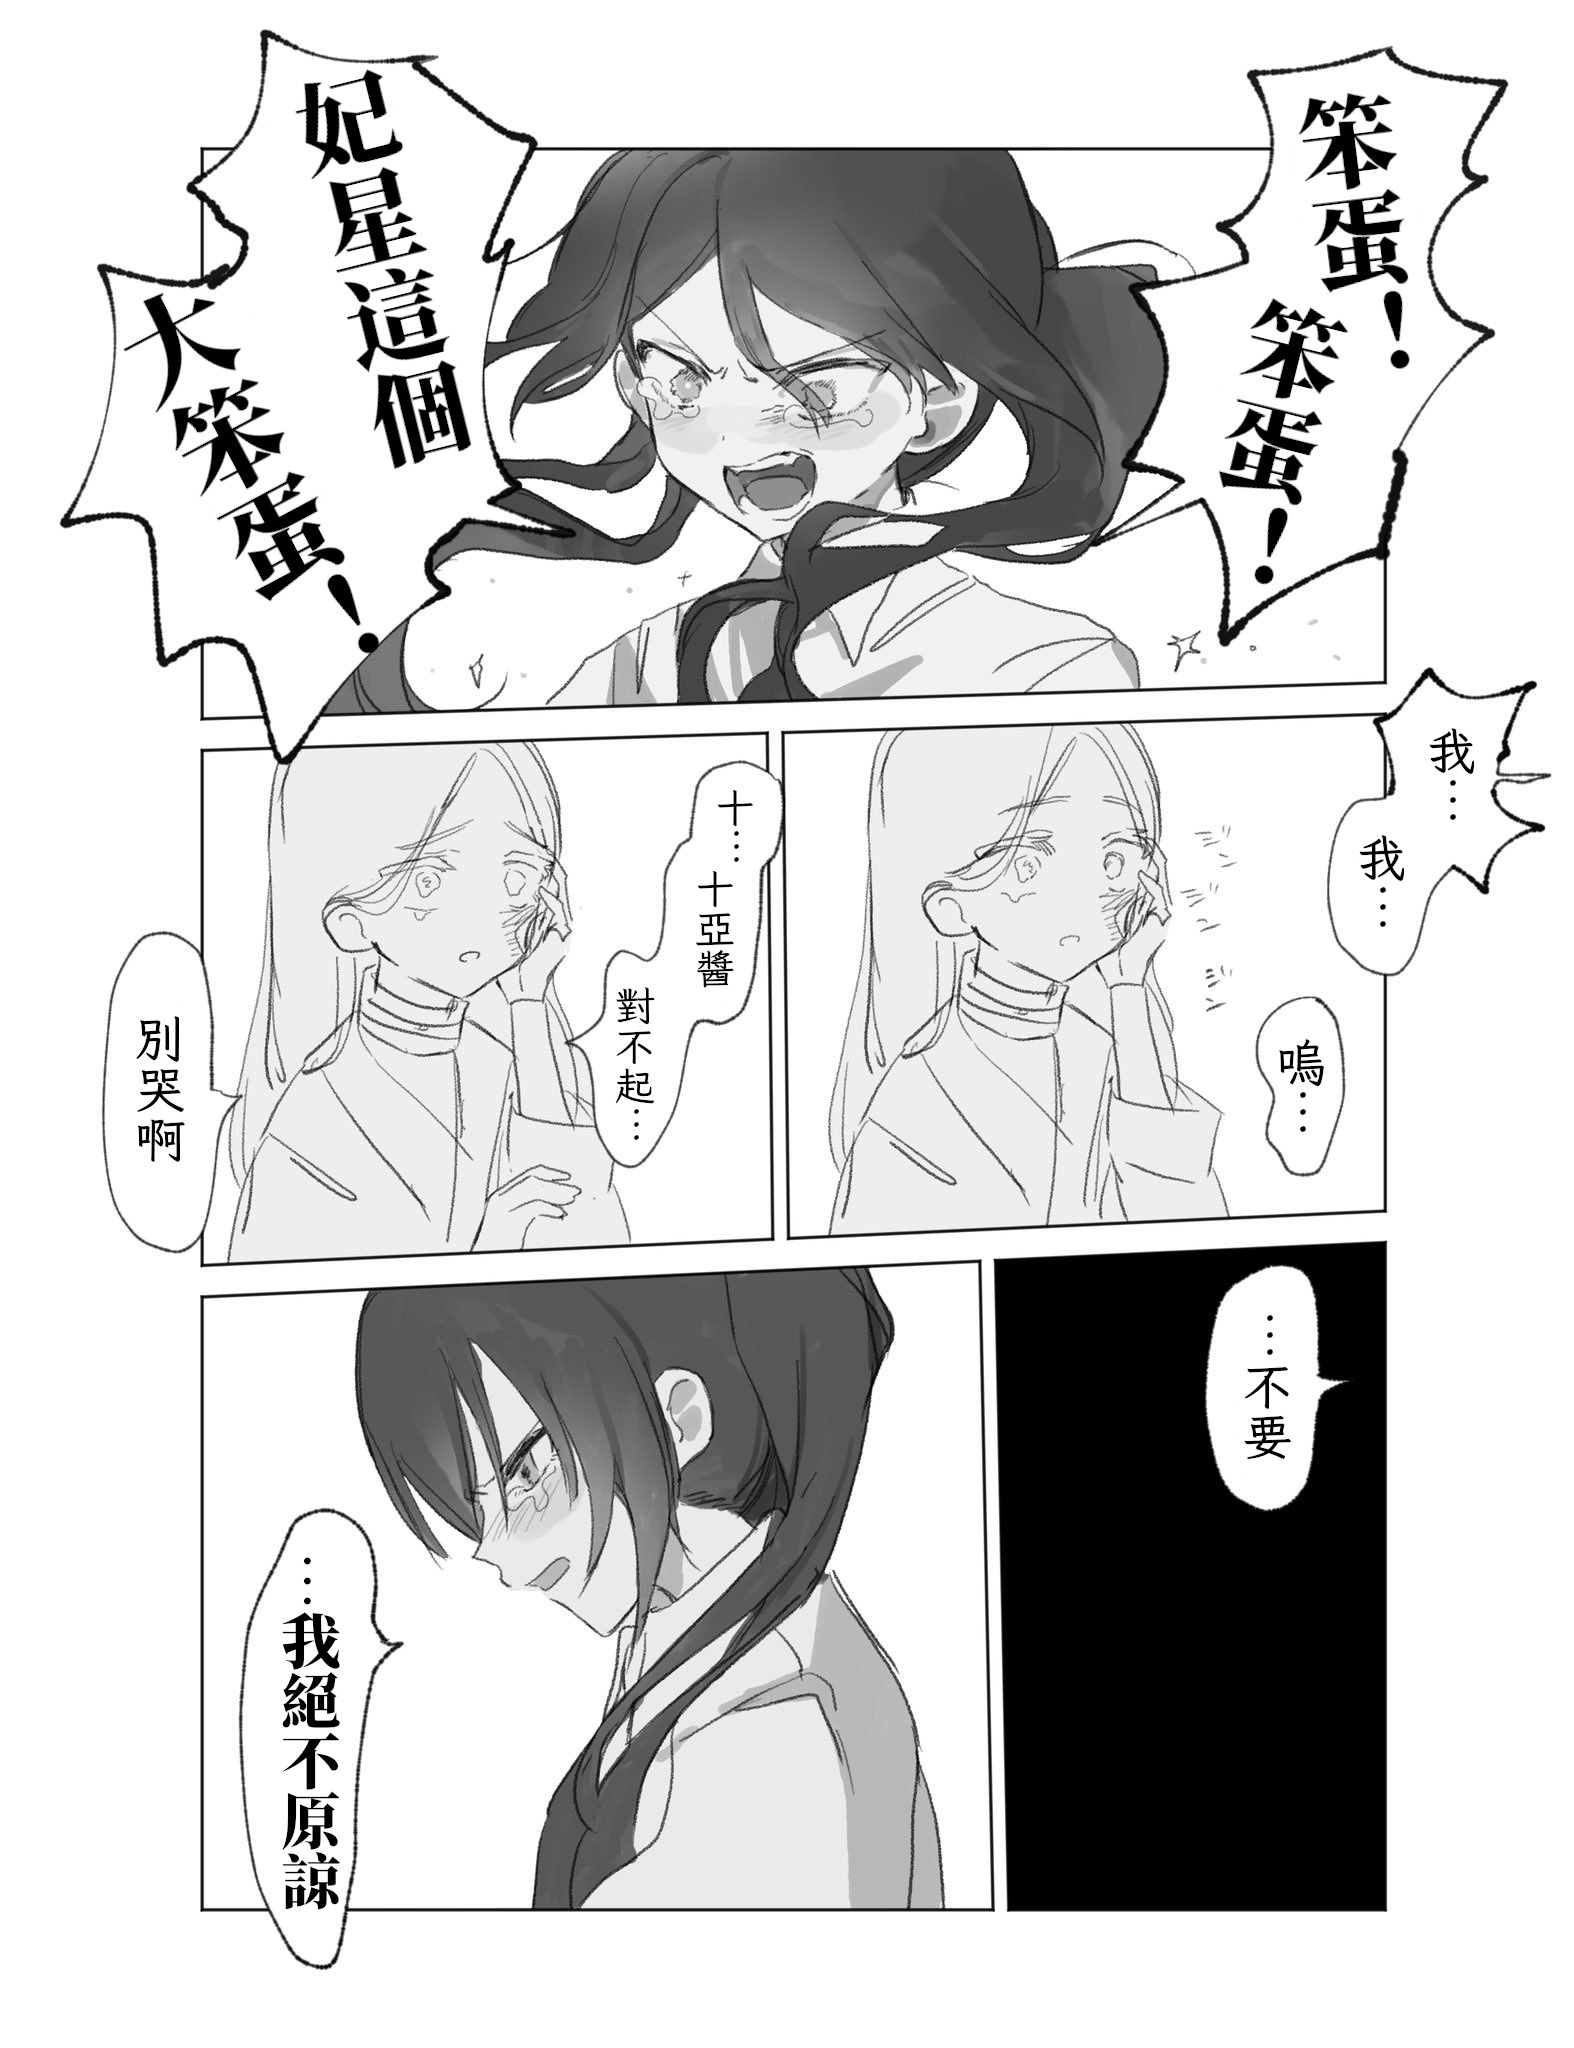 笨蛋！
笨蛋！
妃星這個
大笨蛋！
我…
我…
嗚…
十…
十亞醬
對不起…
別哭啊
…不要
…我絕不原諒